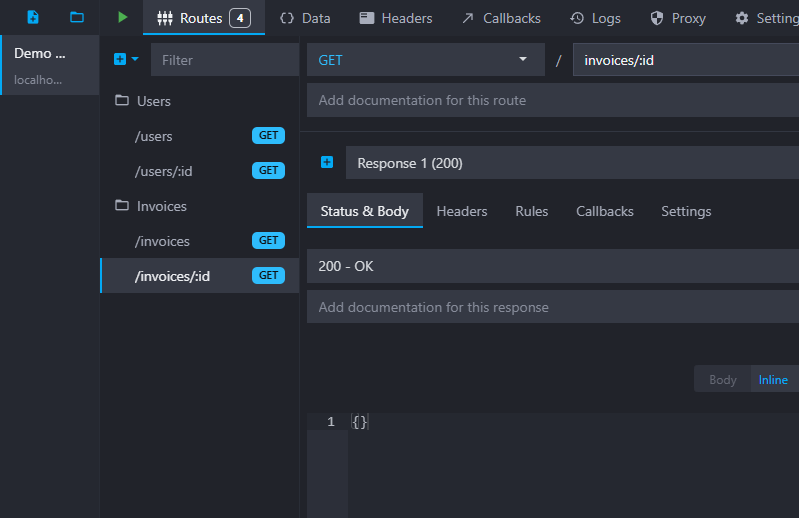 Routes 4 Data Headers Callbacks Logs Proxy Setting
Demo ...
localho...
Filter
Users
/users GET
/users/:id GET
Invoices
/invoices GET
/invoices/:id GET
GET / invoices/:id
Add documentation for this route
Response 1 (200)
Status & Body Headers Rules Callbacks Settings
200 - OK
Add documentation for this response
Body Inline
1 {}